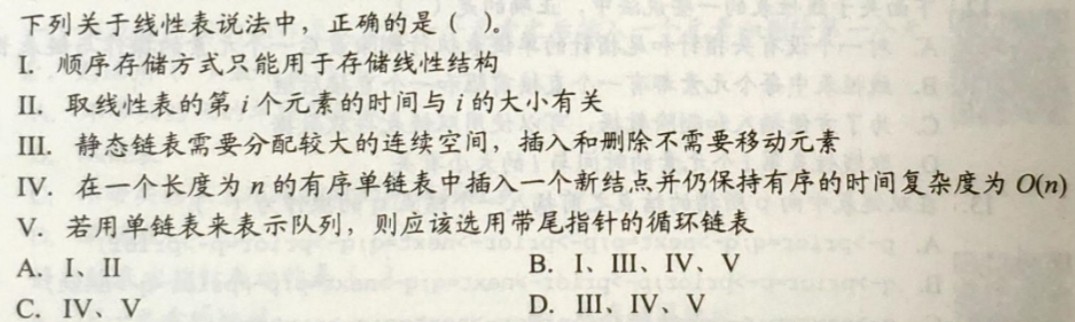 下列关于线性表说法中，正确的是（ ）。
I. 顺序存储方式只能用于存储线性结构
II. 取线性表的第 i 个元素的时间与 i 的大小有关
III. 静态链表需要分配较大的连续空间，插入和删除不需要移动元素
IV. 在一个长度为 n 的有序单链表中插入一个新结点并仍保持有序的时间复杂度为 O(n)
V. 若用单链表来表示队列，则应该选用带尾指针的循环链表
A. I、II B. I、III、IV、V
C. IV、V D. III、IV、V